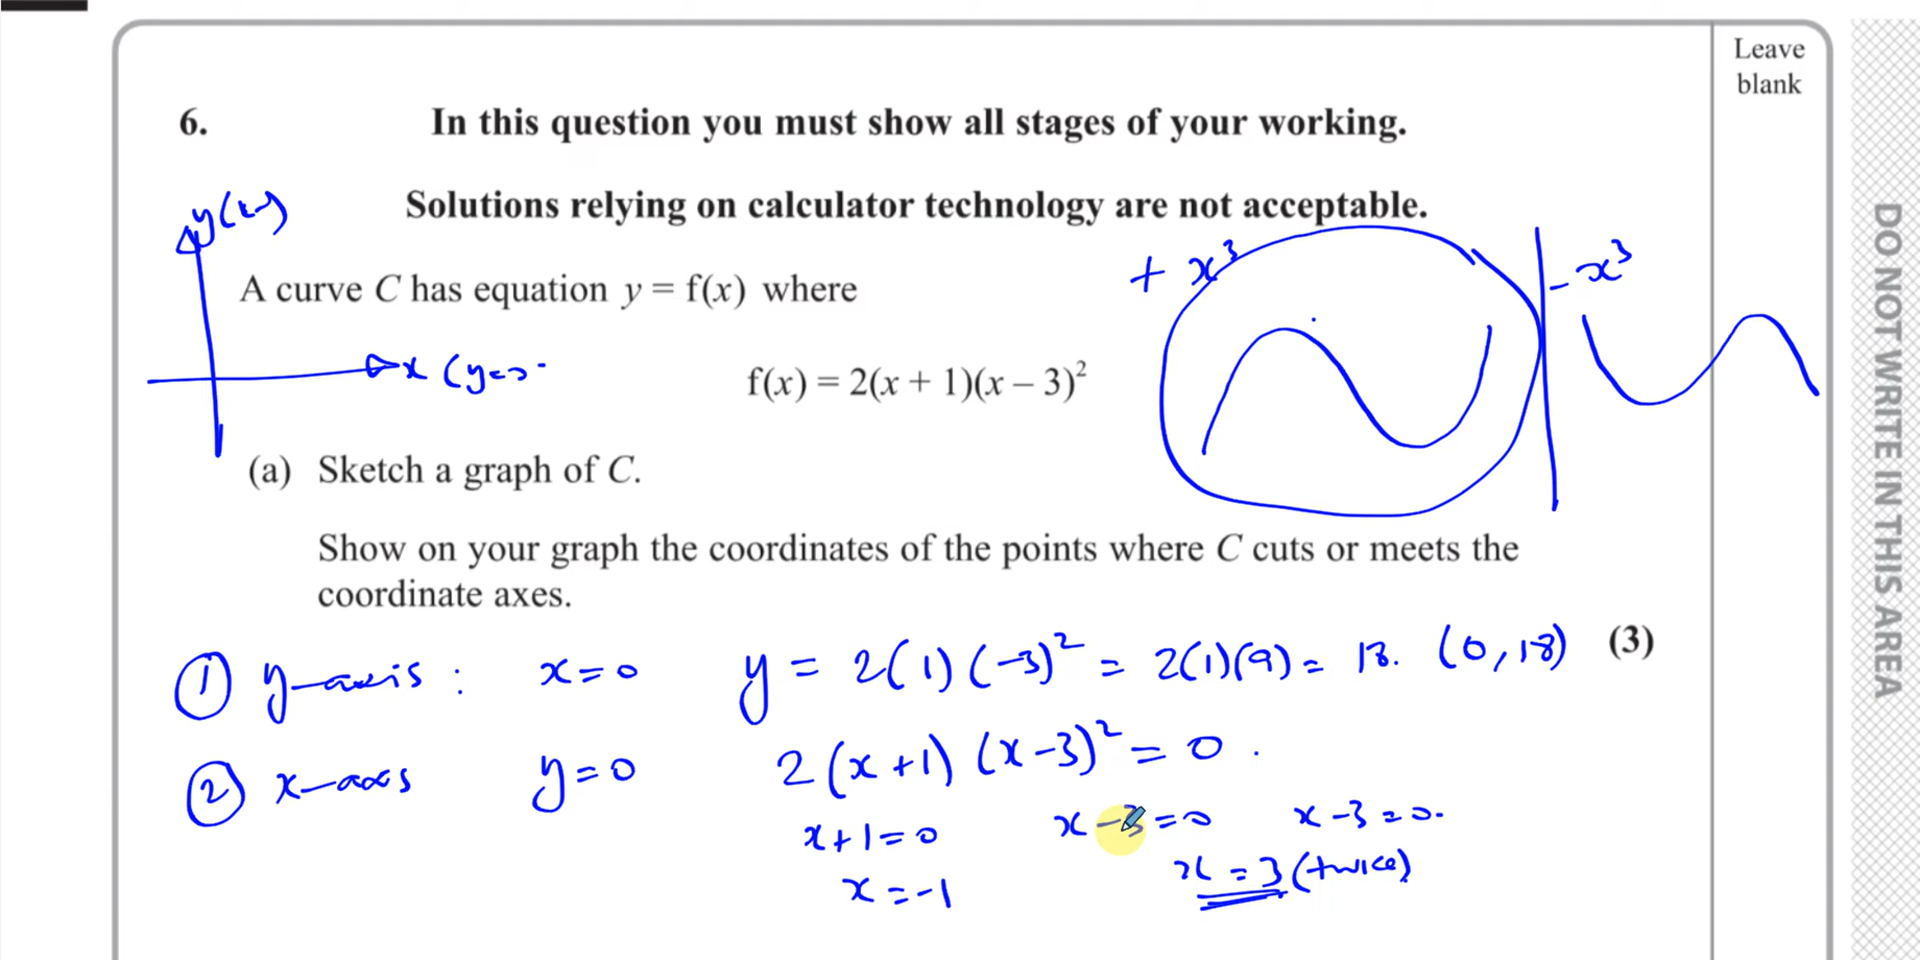 Leave
blank
6. In this question you must show all stages of your working.
Solutions relying on calculator technology are not acceptable.
y(
+ x³
- x³
A curve C has equation y = f(x) where
x (y=
f(x) = 2(x + 1)(x – 3)²
(a) Sketch a graph of C.
Show on your graph the coordinates of the points where C cuts or meets the
coordinate axes.
(3)
① y-axis : x=0 y = 2(1)(-3)² = 2(1)(9) = 18. (0,18)
② x-axis y=0 2(x+1)(x-3)² = 0.
x+1=0 x-3=0 x-3=0.
x=-1 x=3 (twice)
DO NOT WRITE IN THIS AREA